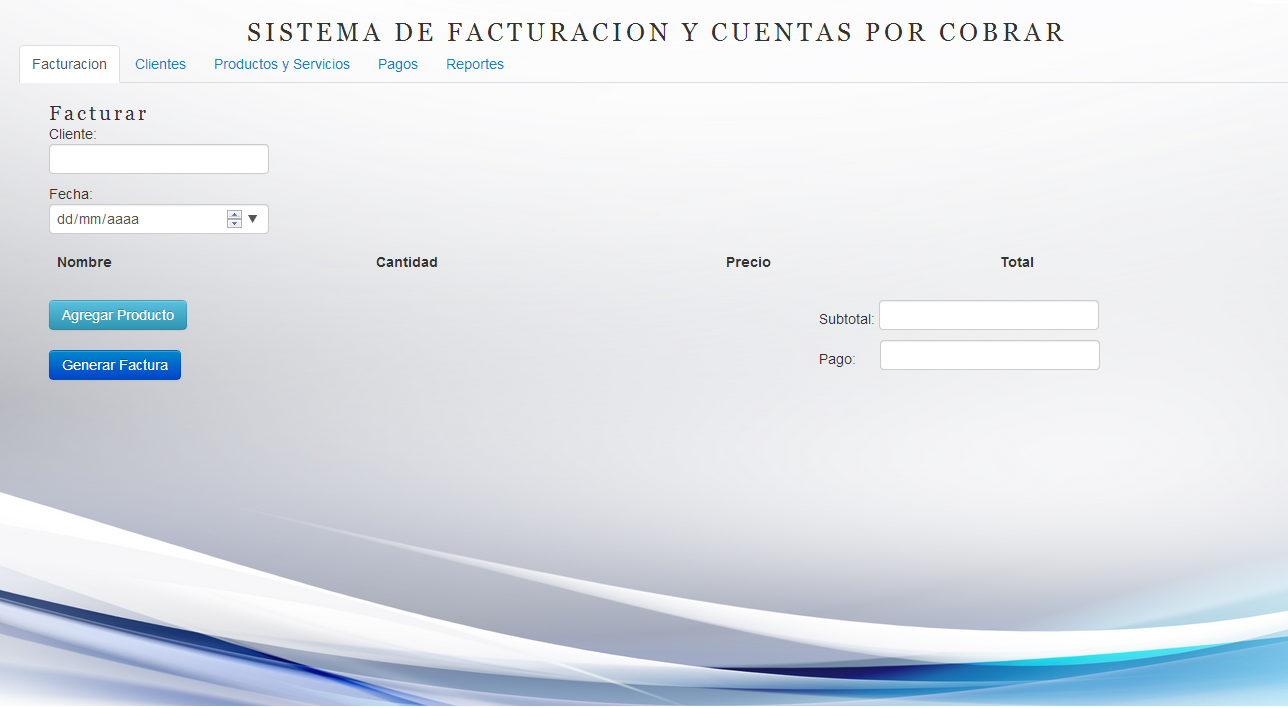 SISTEMA DE FACTURACION Y CUENTAS POR COBRAR
Facturacion Clientes Productos y Servicios Pagos Reportes
Facturar
Cliente:
Fecha:
dd/mm/aaaa
Nombre Cantidad Precio Total
Agregar Producto Subtotal:
Generar Factura Pago: